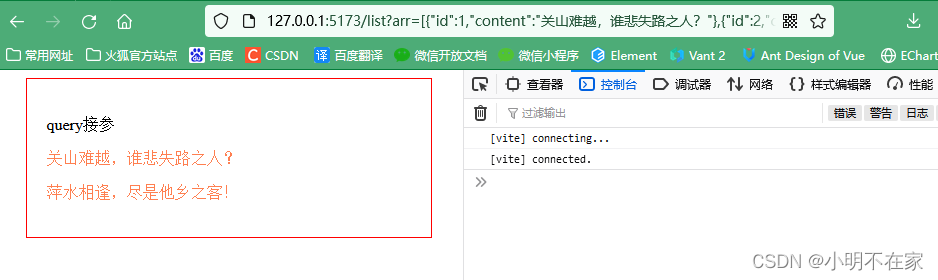 127.0.0.1:5173/list?arr=[{"id":1,"content":"关山难越，谁悲失路之人？"},{"id":2,"
常用网址 火狐官方站点 百度 CSDN 百度翻译 微信开放文档 微信小程序 Element Vant 2 Ant Design of Vue EChart
查看器 控制台 调试器 网络 样式编辑器 性能
过滤输出 错误 警告 日志
[vite] connecting...
[vite] connected.
query接参
关山难越，谁悲失路之人？
萍水相逢，尽是他乡之客！
CSDN @小明不在家